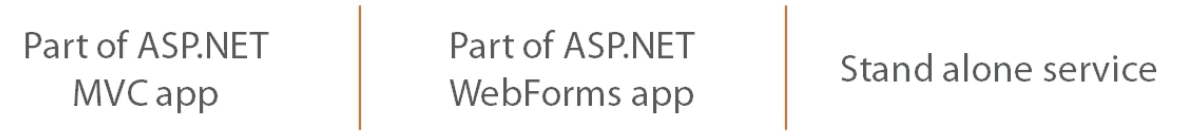 Part of ASP.NET
MVC app
Part of ASP.NET
WebForms app
Stand alone service